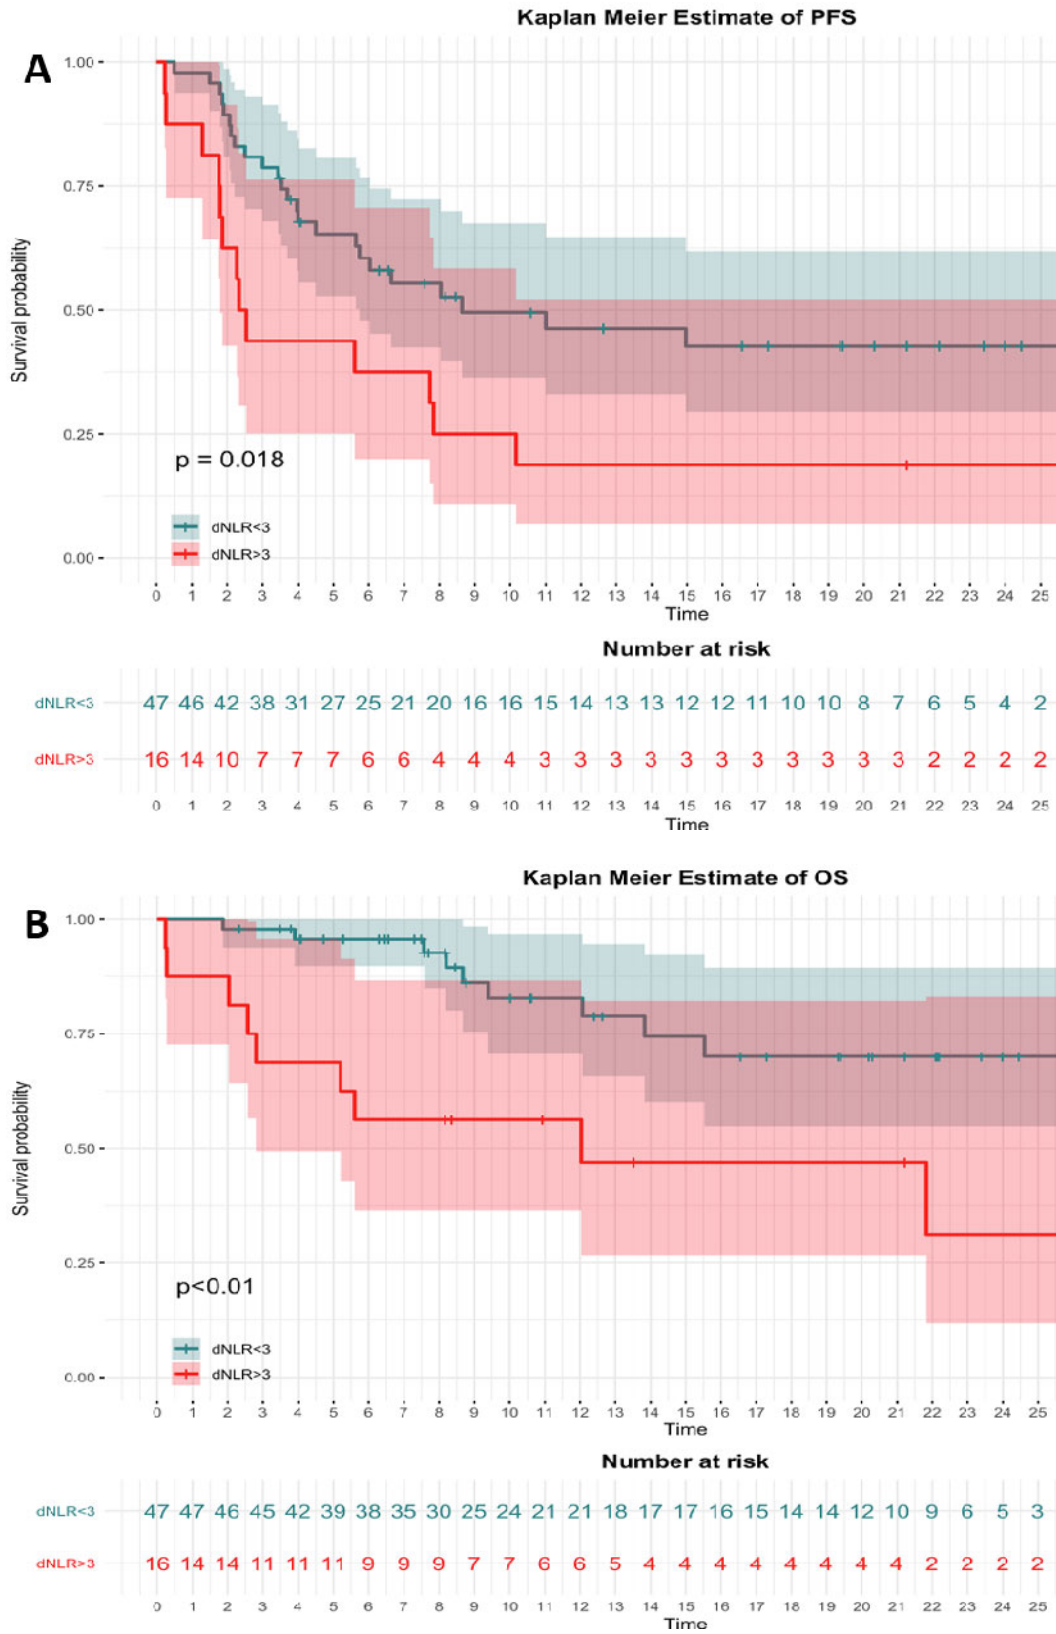 Kaplan Meier Estimate of PFS
A
1.00
0.75
0.50
0.25
0.00
Survival probability
p = 0.018
dNLR<3
dNLR>3
0 1 2 3 4 5 6 7 8 9 10 11 12 13 14 15 16 17 18 19 20 21 22 23 24 25
Time
Number at risk
dNLR<3 47 46 42 38 31 27 25 21 20 16 16 15 14 13 13 12 12 11 10 10 8 7 6 5 4 2
dNLR>3 16 14 10 7 7 7 6 6 4 4 4 3 3 3 3 3 3 3 3 3 3 3 2 2 2 2
0 1 2 3 4 5 6 7 8 9 10 11 12 13 14 15 16 17 18 19 20 21 22 23 24 25
Time
Kaplan Meier Estimate of OS
B
1.00
0.75
0.50
0.25
0.00
Survival probability
p<0.01
dNLR<3
dNLR>3
0 1 2 3 4 5 6 7 8 9 10 11 12 13 14 15 16 17 18 19 20 21 22 23 24 25
Time
Number at risk
dNLR<3 47 47 46 45 42 39 38 35 30 25 24 21 21 18 17 17 16 15 14 14 12 10 9 6 5 3
dNLR>3 16 14 14 11 11 11 9 9 9 7 7 6 6 5 4 4 4 4 4 4 4 4 2 2 2 2
0 1 2 3 4 5 6 7 8 9 10 11 12 13 14 15 16 17 18 19 20 21 22 23 24 25
Time